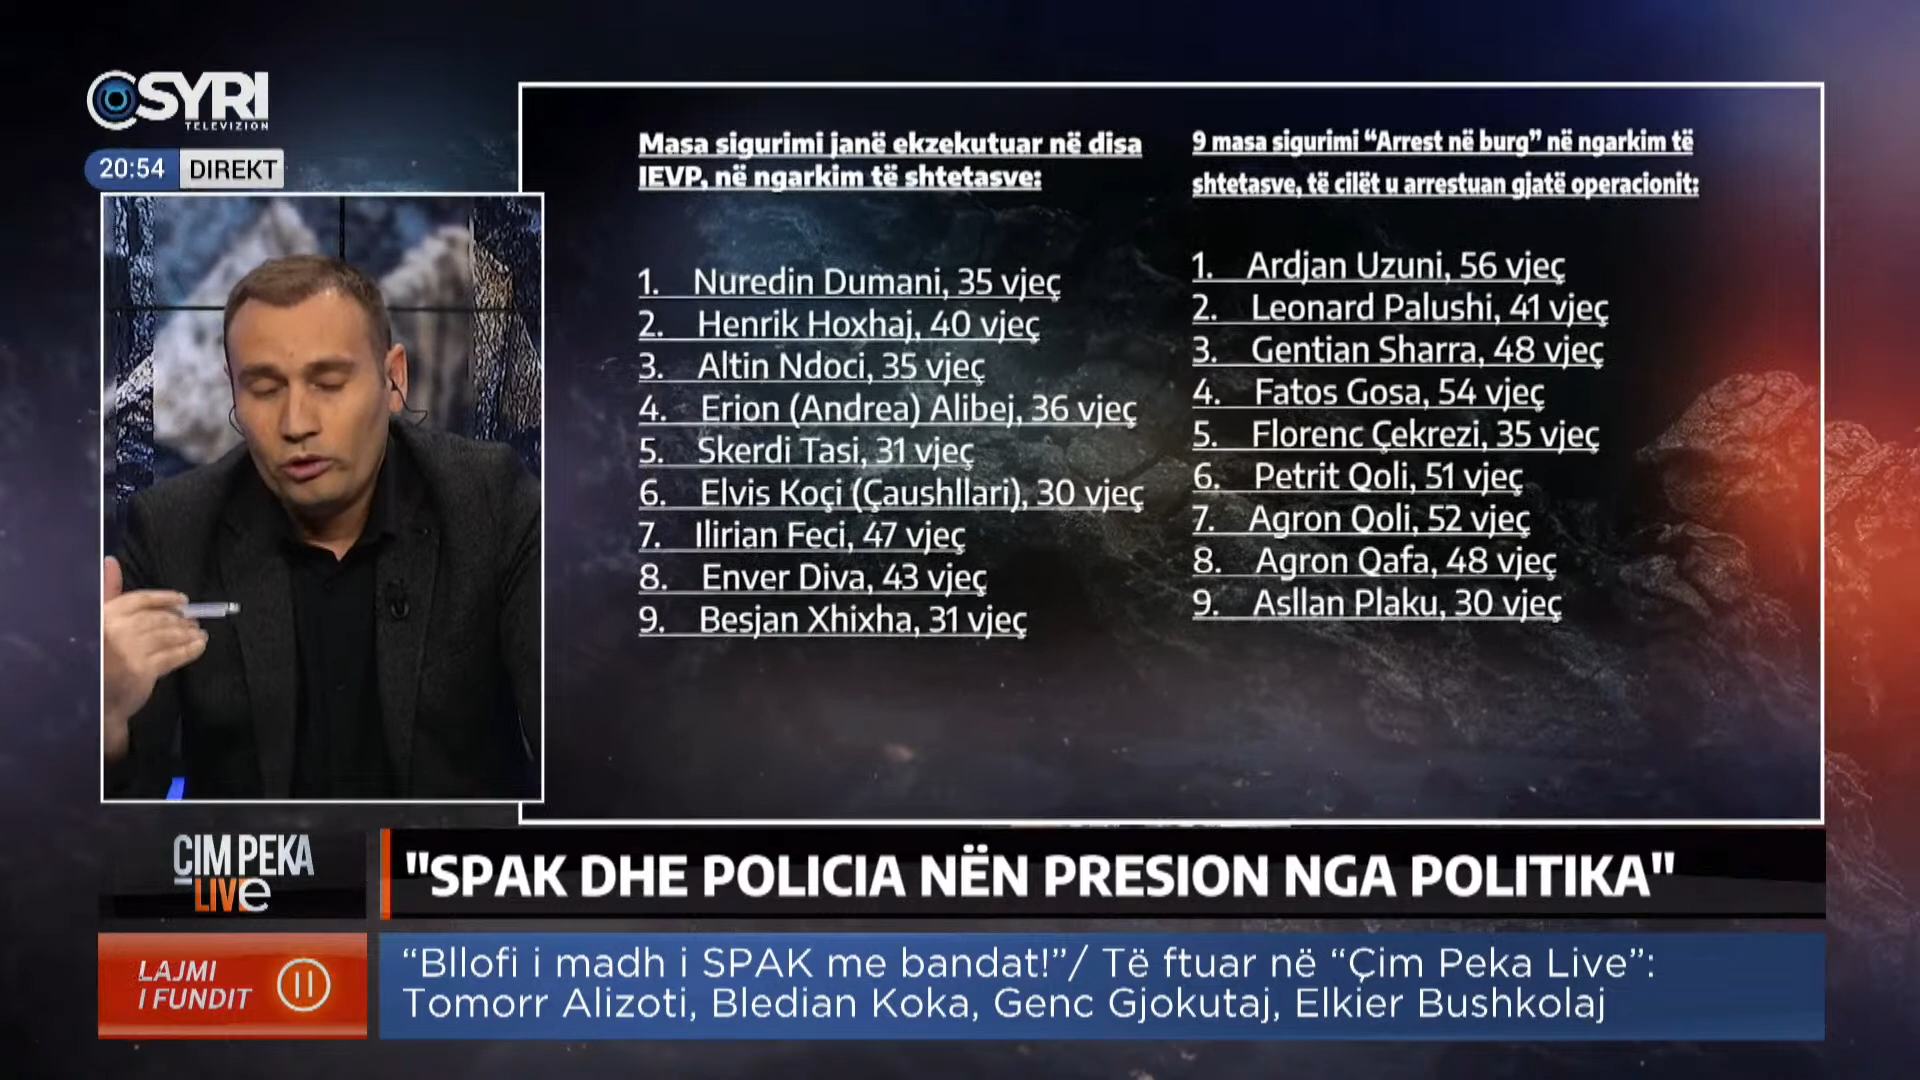 SYRI
TELEVIZION
20:54 DIREKT
Masa sigurimi janë ekzekutuar në disa
IEVP, në ngarkim të shtetasve:
1. Nuredin Dumani, 35 vjeç
2. Henrik Hoxhaj, 40 vjeç
3. Altin Ndoci, 35 vjeç
4. Erion (Andrea) Alibej, 36 vjeç
5. Skerdi Tasi, 31 vjeç
6. Elvis Koçi (Çaushllari), 30 vjeç
7. Ilirian Feci, 47 vjeç
8. Enver Diva, 43 vjeç
9. Besjan Xhixha, 31 vjeç
9 masa sigurimi “Arrest në burg” në ngarkim të
shtetasve, të cilët u arrestuan gjatë operacionit:
1. Ardjan Uzuni, 56 vjeç
2. Leonard Palushi, 41 vjeç
3. Gentian Sharra, 48 vjeç
4. Fatos Gosa, 54 vjeç
5. Florenc Çekrezi, 35 vjeç
6. Petrit Qoli, 51 vjeç
7. Agron Qoli, 52 vjeç
8. Agron Qafa, 48 vjeç
9. Asllan Plaku, 30 vjeç
ÇIM PEKA
LIVE
"SPAK DHE POLICIA NËN PRESION NGA POLITIKA"
LAJMI
I FUNDIT
“Bllofi i madh i SPAK me bandat!”/ Të ftuar në “Çim Peka Live”:
Tomorr Alizoti, Bledian Koka, Genc Gjokutaj, Elkier Bushkolaj